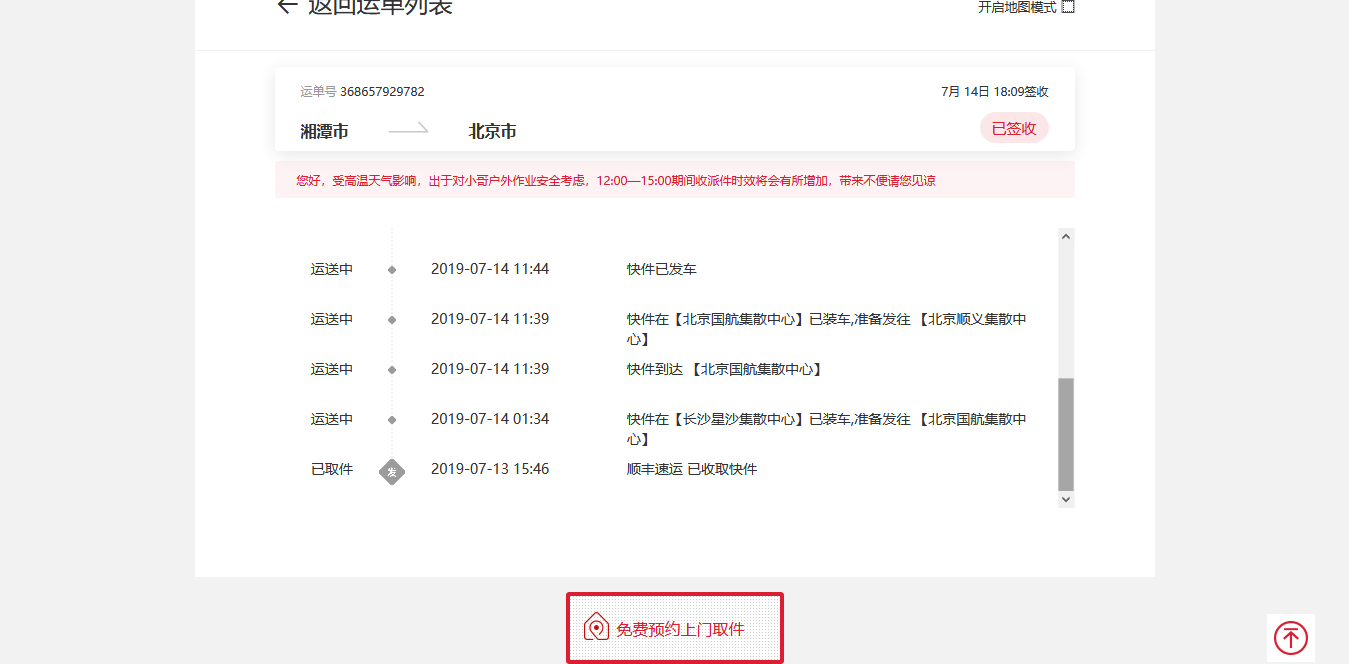 返回运单列表
开启地图模式
运单号 368657929782
7月 14日 18:09签收
湘潭市
北京市
已签收
您好，受高温天气影响，出于对小哥户外作业安全考虑，12:00—15:00期间收派件时效将会有所增加，带来不便请您见谅
运送中 2019-07-14 11:44 快件已发车
运送中 2019-07-14 11:39 快件在【北京国航集散中心】已装车,准备发往 【北京顺义集散中
心】
运送中 2019-07-14 11:39 快件到达 【北京国航集散中心】
运送中 2019-07-14 01:34 快件在【长沙星沙集散中心】已装车,准备发往 【北京国航集散中
心】
已取件 发 2019-07-13 15:46 顺丰速运 已收取快件
免费预约上门取件